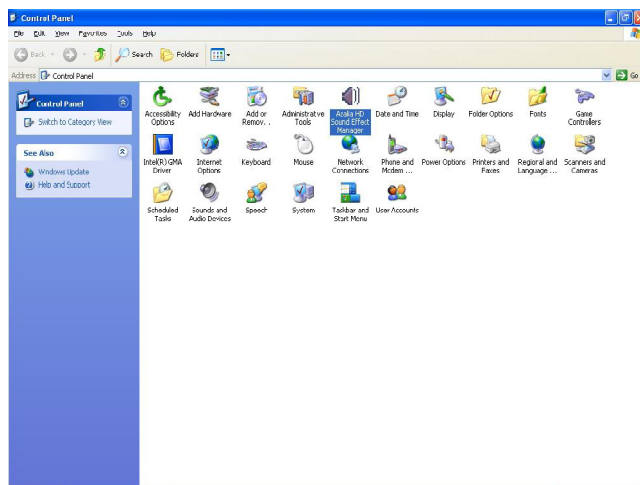 Control Panel
File Edit View Favorites Tools Help
Back Search Folders
Address Control Panel Go
Control Panel
Switch to Category View
See Also
Windows Update
Help and Support
Accessibility Options
Add Hardware
Add or Remov...
Administrative Tools
Azalia HD Sound Effect Manager
Date and Time
Display
Folder Options
Fonts
Game Controllers
Intel(R) GMA Driver
Internet Options
Keyboard
Mouse
Network Connections
Phone and Modem ...
Power Options
Printers and Faxes
Regional and Language ...
Scanners and Cameras
Scheduled Tasks
Sounds and Audio Devices
Speech
System
Taskbar and Start Menu
User Accounts